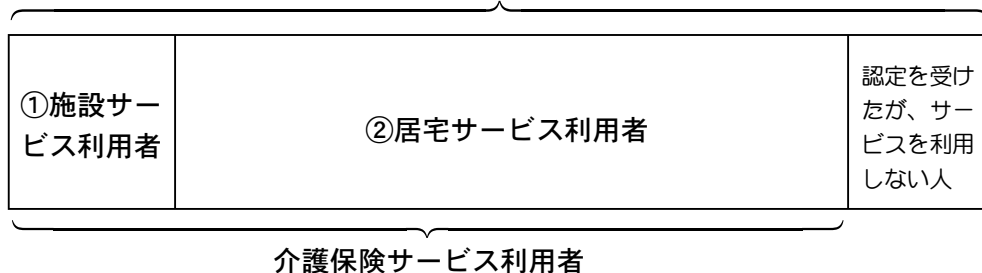 ①施設サー
ビス利用者
②居宅サービス利用者
認定を受け
たが、サー
ビスを利用
しない人
介護保険サービス利用者